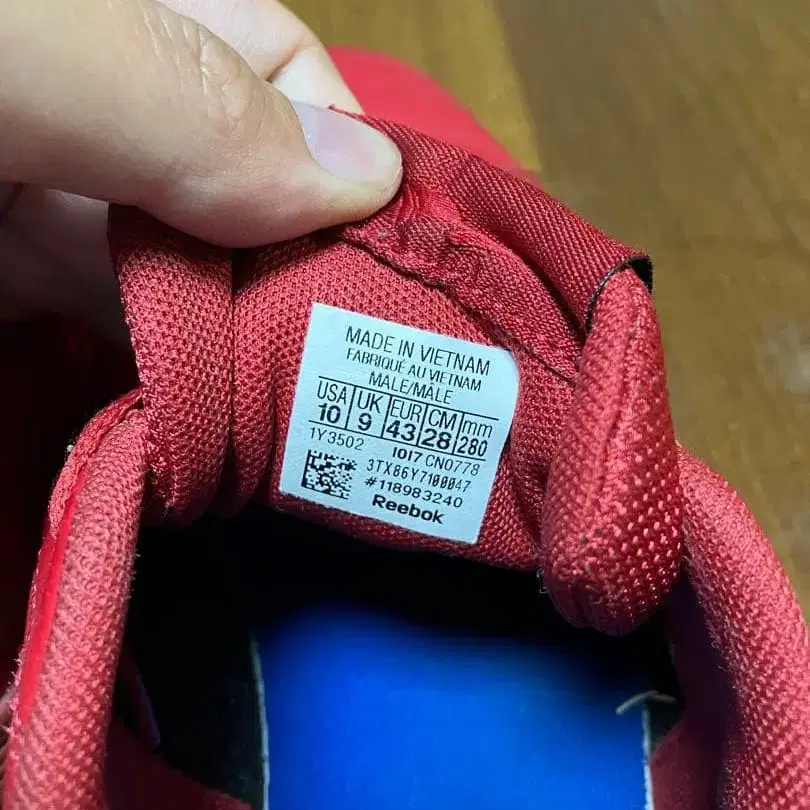 MADE IN VIETNAM
FABRIQUÉ AU VIETNAM
MALE/MÂLE
USA UK EUR CM mm
10 9 43 28 280
1Y3502 1017 CN0778
3TX86Y7100047
#118983240
Reebok